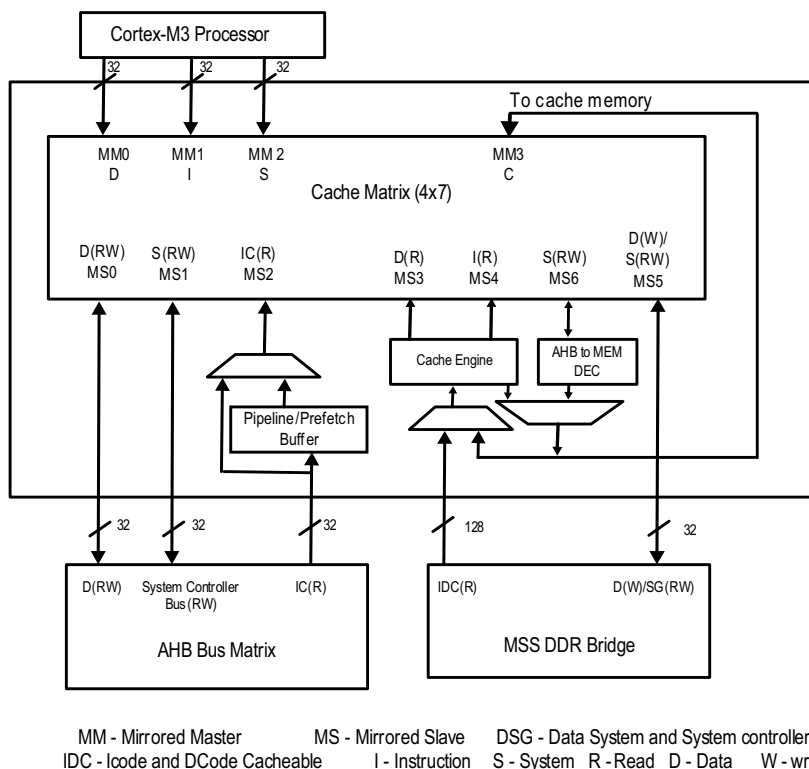 Cortex-M3 Processor
32 32 32
To cache memory
MM0 MM1 MM 2 MM3
D I S C
Cache Matrix (4x7)
D(RW) S(RW) IC(R) D(R) I(R) S(RW) D(W)/
MS0 MS1 MS2 MS3 MS4 MS6 S(RW)
MS5
Cache Engine
AHB to MEM
DEC
Pipeline/Prefetch
Buffer
32 32 32 128 32
D(RW) System Controller IC(R) IDC(R) D(W)/SG(RW)
Bus (RW)
AHB Bus Matrix MSS DDR Bridge
MM - Mirrored Master MS - Mirrored Slave DSG - Data System and System controller
IDC - Icode and DCode Cacheable I - Instruction S - System R - Read D - Data W - wr